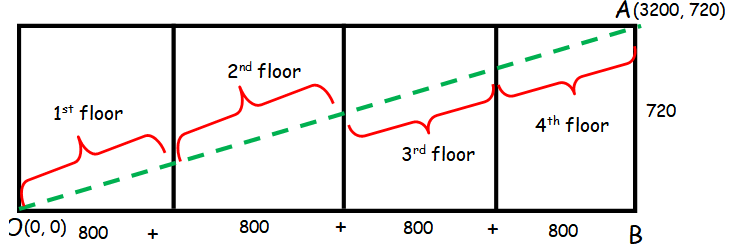 A(3200, 720)
2nd floor
1st floor
720
4th floor
3rd floor
O(0, 0)
800 + 800 + 800 + 800
B